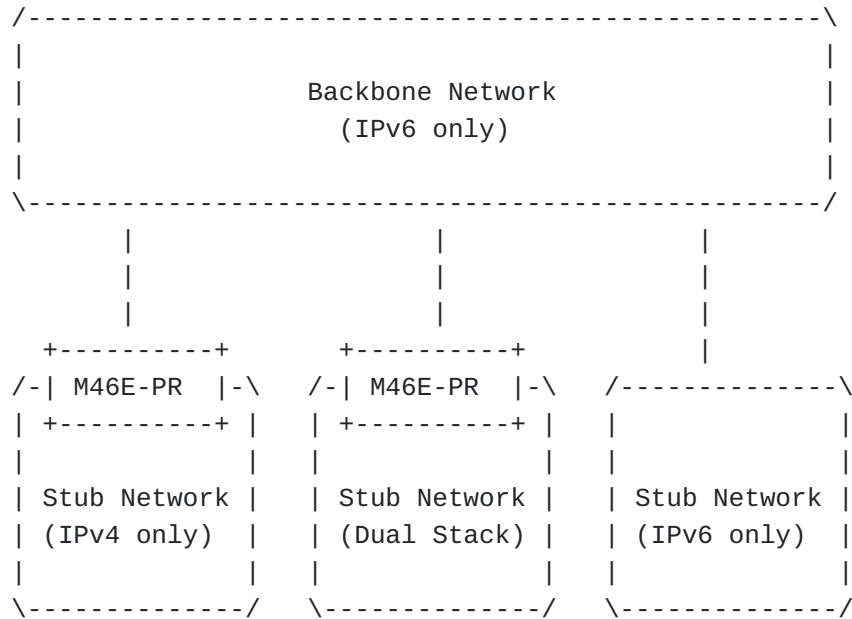 Backbone Network
(IPv6 only)
M46E-PR M46E-PR
Stub Network Stub Network Stub Network
(IPv4 only) (Dual Stack) (IPv6 only)